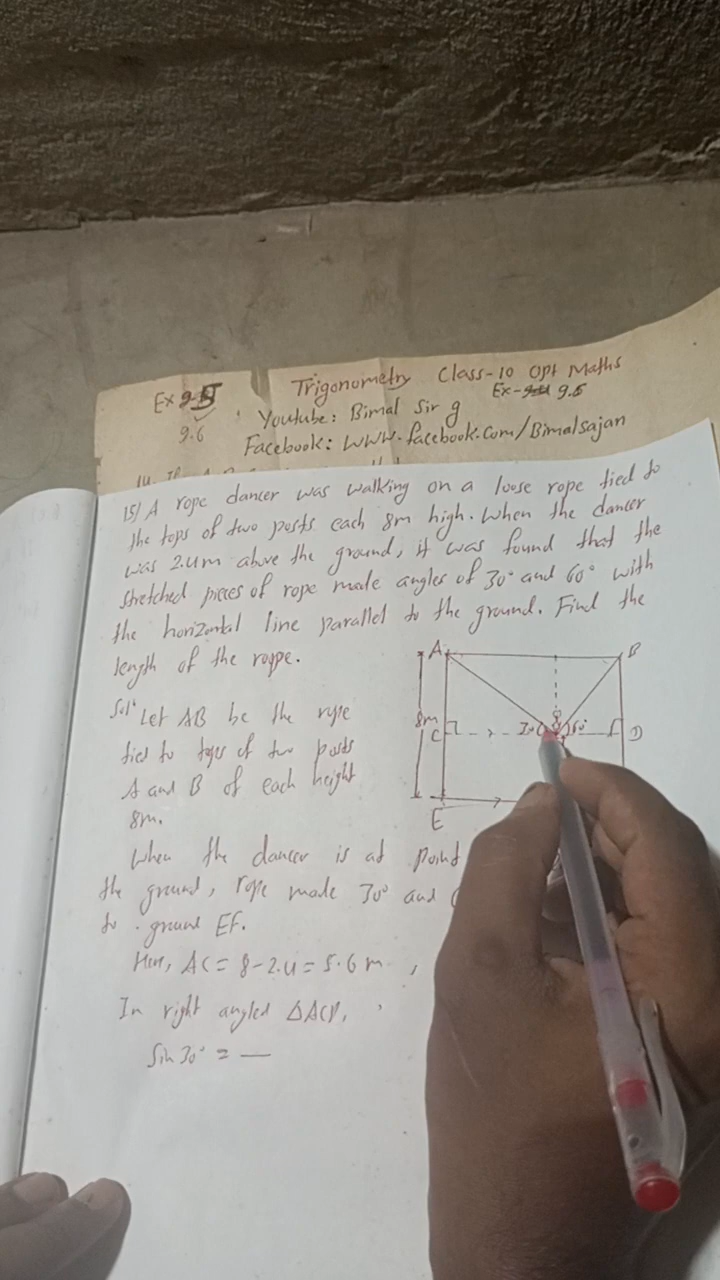 Ex 9.5
9.6
Trigonometry Class-10 Opt Maths
Ex- 9.5
Youtube: Bimal Sir g
Facebook: WWW.facebook.com/Bimalsajan
15) A rope dancer was walking on a loose rope tied to
the tops of two posts each 8m high. When the dancer
was 2.4m above the ground, it was found that the
stretched pieces of rope made angles of 30° and 60° with
the horizontal line parallel to the ground. Find the
length of the rope.
Solⁿ Let AB be the rope
tied to tops of two posts
A and B of each height
8m.
When the dancer is at point
the ground, rope made 30° and
to ground EF.
Here, AC = 8-2.4 = 5.6 m ,
In right angled ΔACP,
Sin 30° =
A
B
8m
C
30°
60°
D
E